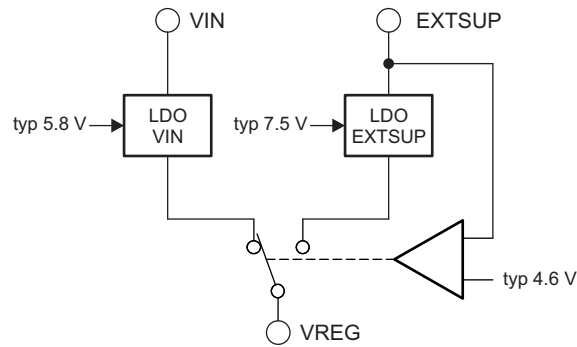 VIN
EXTSUP
typ 5.8 V
LDO
VIN
typ 7.5 V
LDO
EXTSUP
typ 4.6 V
VREG